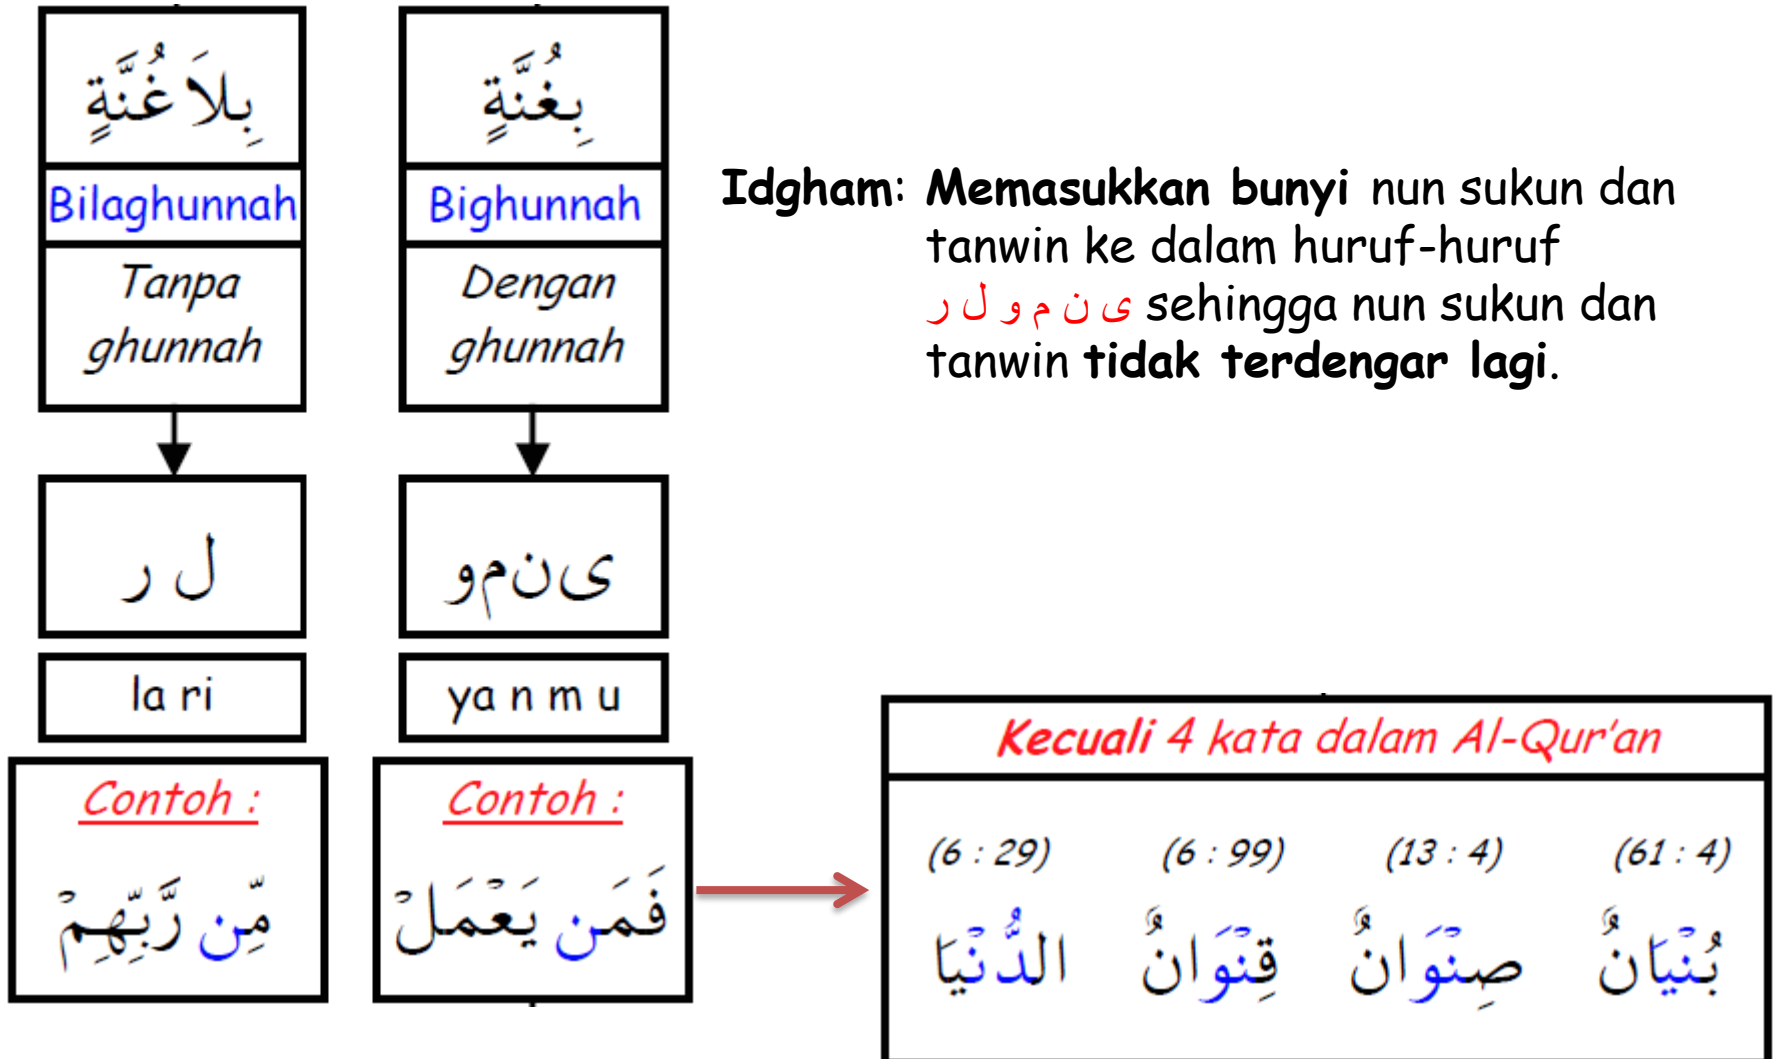 بِلاَ غُنَّةٍ
Bilaghunnah
Tanpa
ghunnah
ل ر
la ri
Contoh :
مِّن رَّبِّهِمْ
بِغُنَّةٍ
Bighunnah
Dengan
ghunnah
ى ن م و
ya n m u
Contoh :
فَمَن يَعْمَلْ
Idgham: Memasukkan bunyi nun sukun dan
tanwin ke dalam huruf-huruf
ى ن م و ل ر sehingga nun sukun dan
tanwin tidak terdengar lagi.
Kecuali 4 kata dalam Al-Qur'an
(6 : 29) (6 : 99) (13 : 4) (61 : 4)
بُنْيَانٌ صِنْوَانٌ قِنْوَانٌ الدُّنْيَا